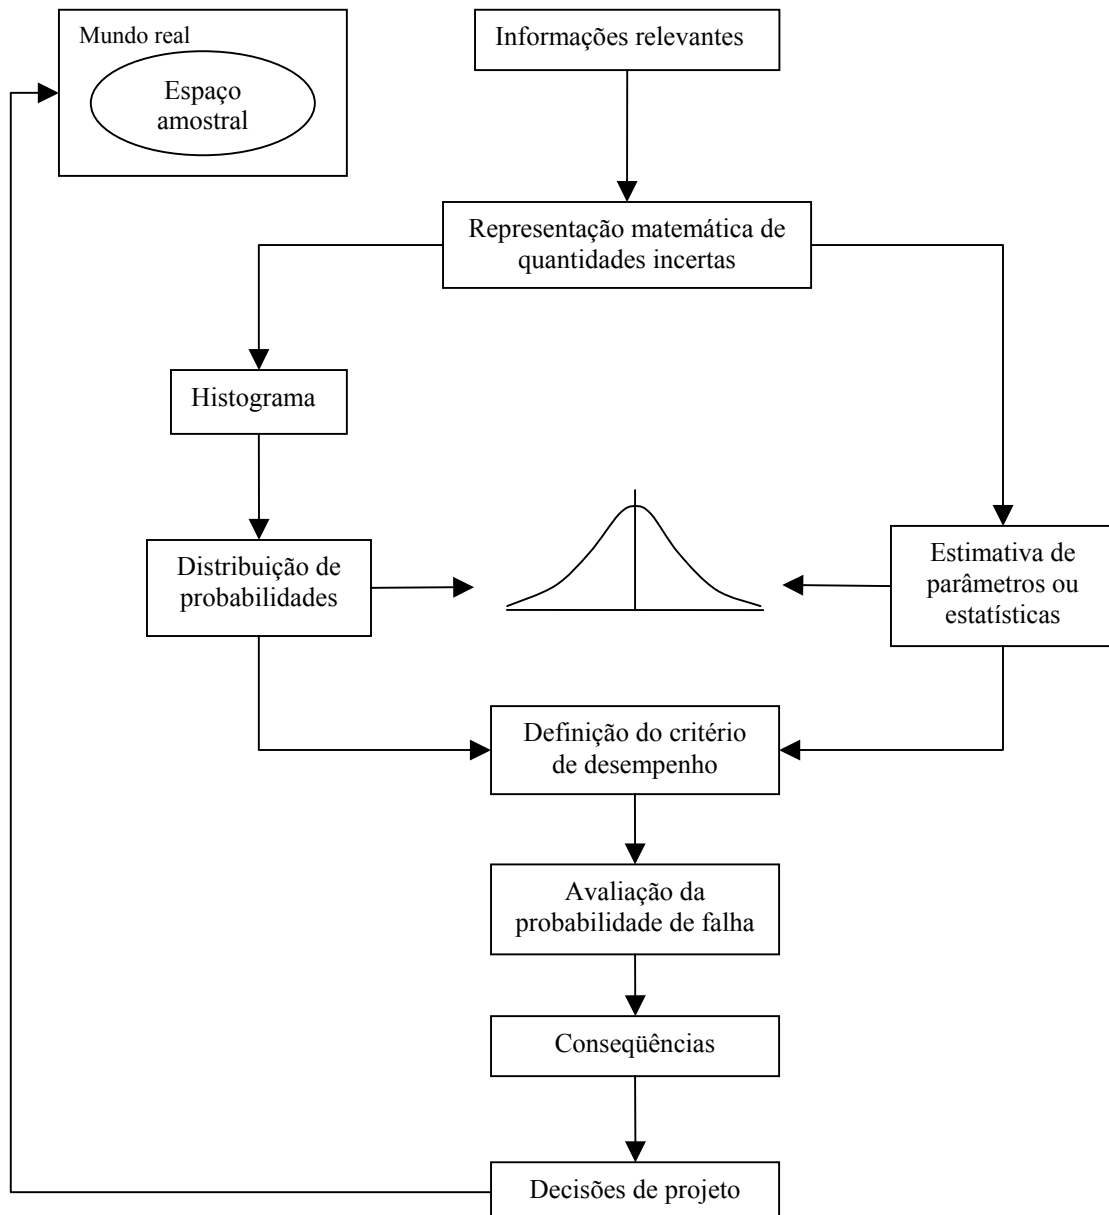 Mundo real
Espaço
amostral
Informações relevantes
Representação matemática de
quantidades incertas
Histograma
Distribuição de
probabilidades
Estimativa de
parâmetros ou
estatísticas
Definição do critério
de desempenho
Avaliação da
probabilidade de falha
Conseqüências
Decisões de projeto